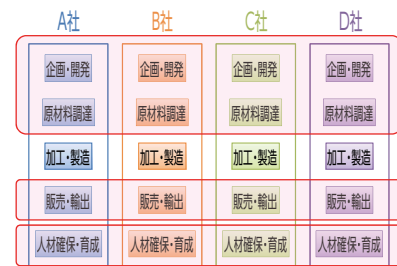 A社 B社 C社 D社
企画・開発 企画・開発 企画・開発 企画・開発
原材料調達 原材料調達 原材料調達 原材料調達
加工・製造 加工・製造 加工・製造 加工・製造
販売・輸出 販売・輸出 販売・輸出 販売・輸出
人材確保・育成 人材確保・育成 人材確保・育成 人材確保・育成